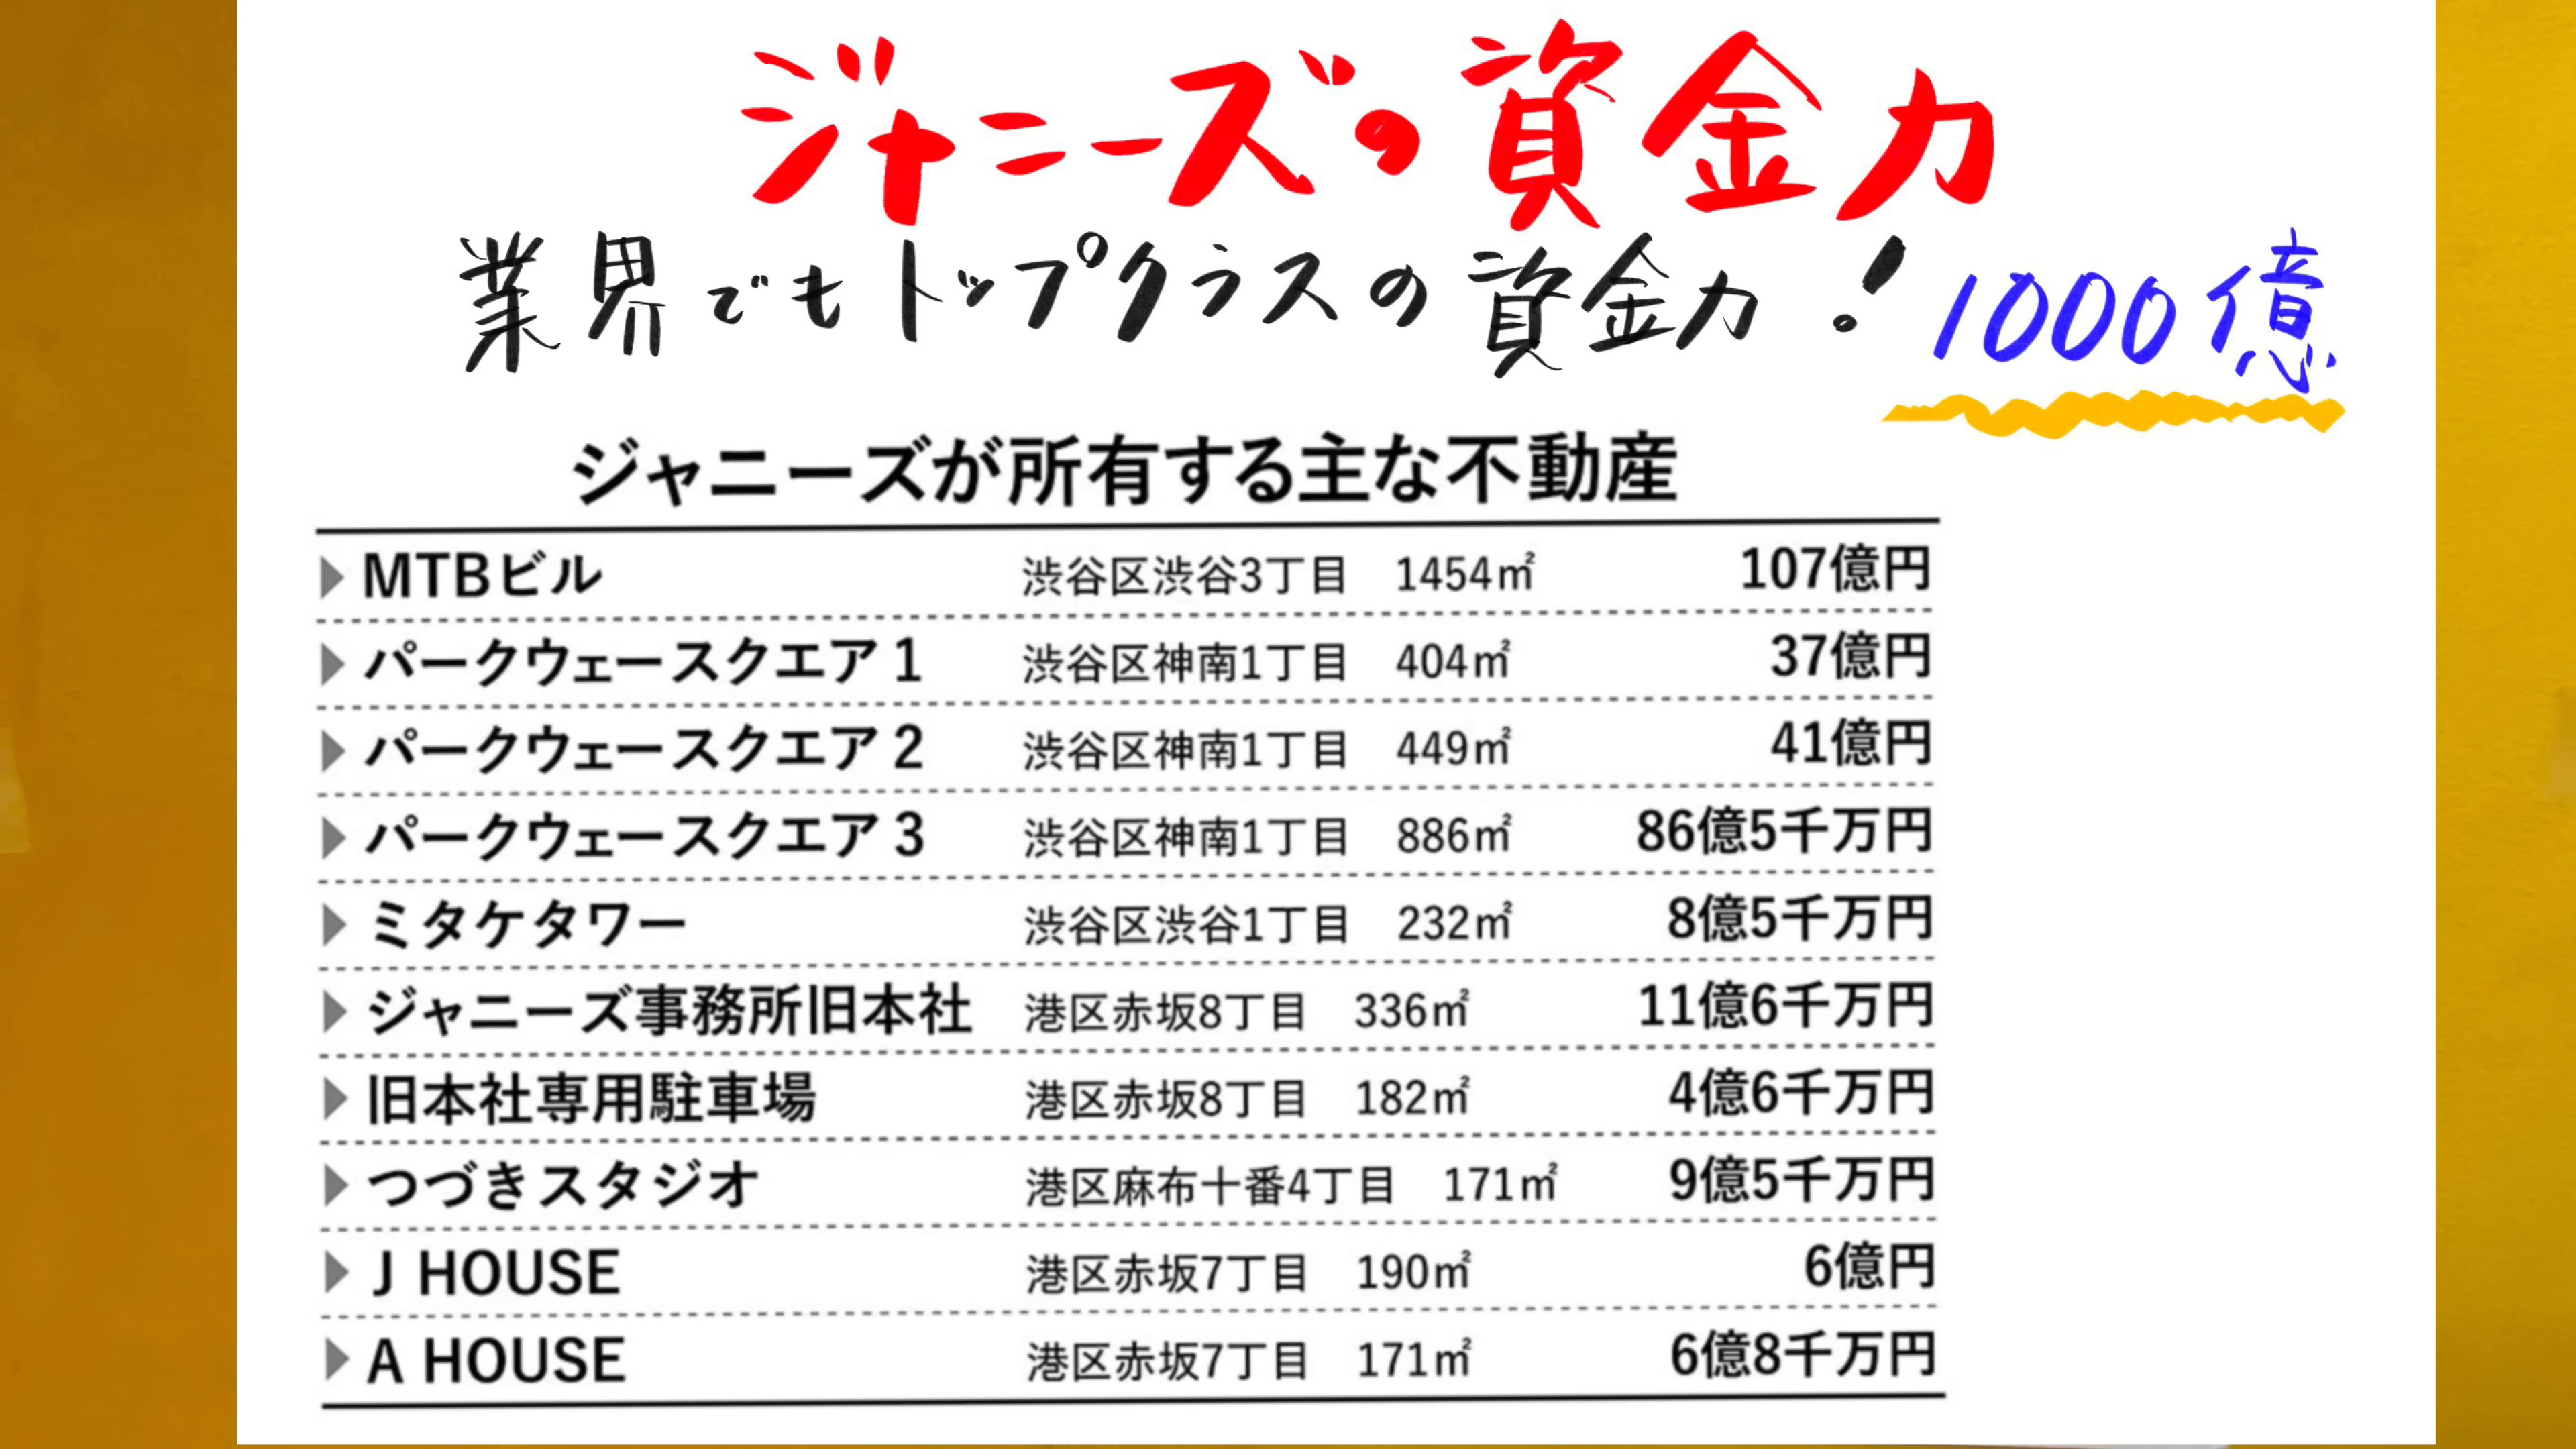 ジャニーズの資金力
業界でもトップクラスの資金力! 1000億
ジャニーズが所有する主な不動産
▶ MTBビル 渋谷区渋谷3丁目 1454㎡ 107億円
▶ パークウェースクエア1 渋谷区神南1丁目 404㎡ 37億円
▶ パークウェースクエア2 渋谷区神南1丁目 449㎡ 41億円
▶ パークウェースクエア3 渋谷区神南1丁目 886㎡ 86億5千万円
▶ ミタケタワー 渋谷区渋谷1丁目 232㎡ 8億5千万円
▶ ジャニーズ事務所旧本社 港区赤坂8丁目 336㎡ 11億6千万円
▶ 旧本社専用駐車場 港区赤坂8丁目 182㎡ 4億6千万円
▶ つづきスタジオ 港区麻布十番4丁目 171㎡ 9億5千万円
▶ J HOUSE 港区赤坂7丁目 190㎡ 6億円
▶ A HOUSE 港区赤坂7丁目 171㎡ 6億8千万円